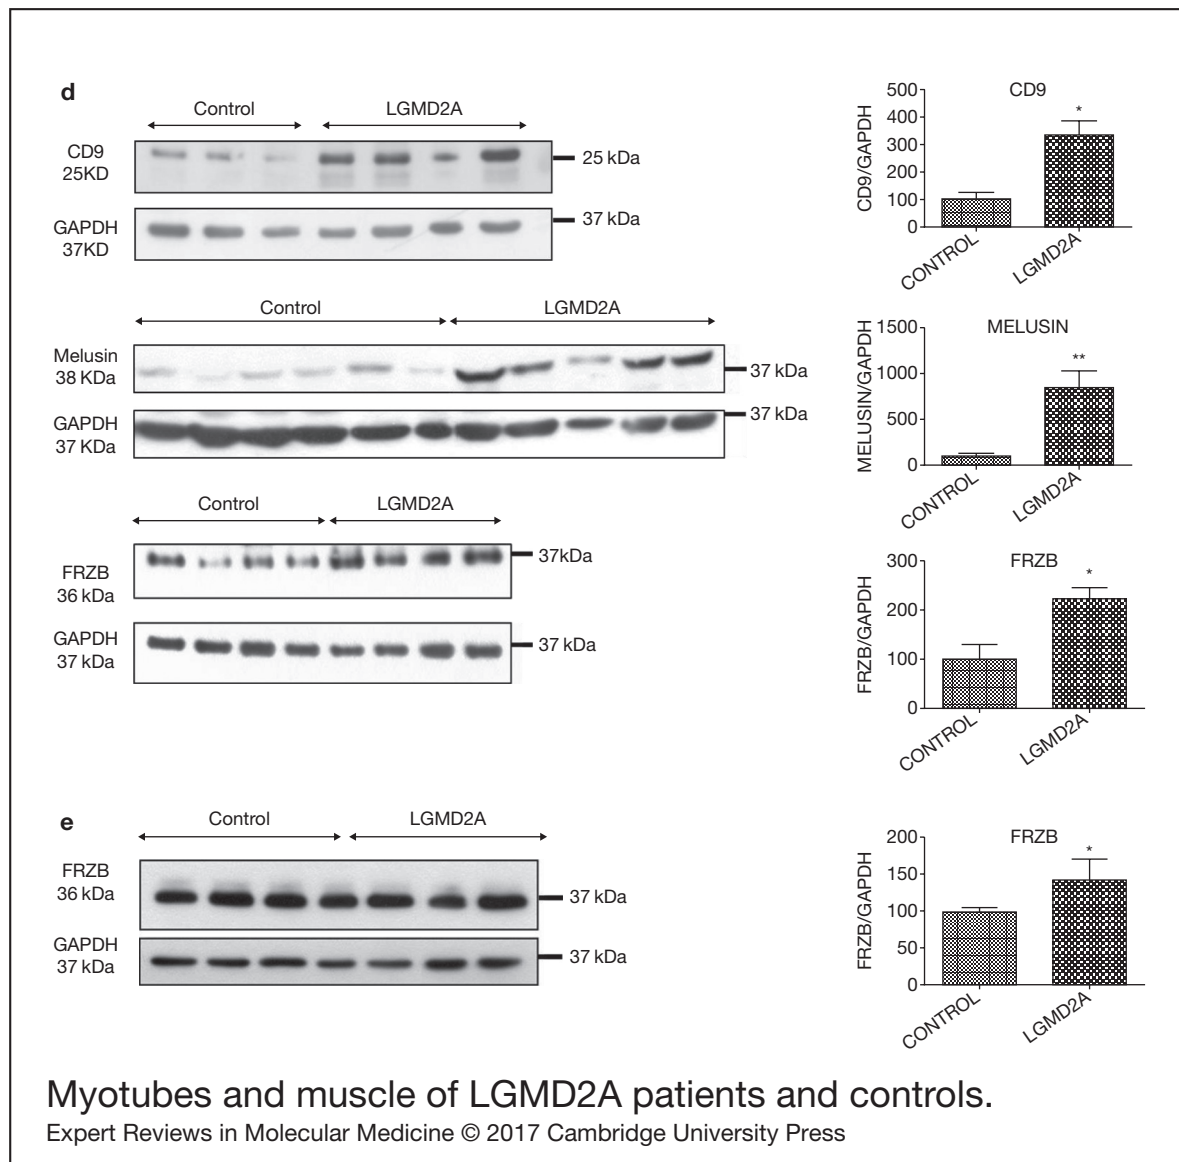 d
Control
LGMD2A
CD9
25KD
25 kDa
GAPDH
37KD
37 kDa
CD9
CD9/GAPDH
500
400
300
200
100
0
*
CONTROL
LGMD2A
Control
LGMD2A
Melusin
38 KDa
37 kDa
GAPDH
37 KDa
37 kDa
MELUSIN
MELUSIN/GAPDH
1500
1000
500
0
**
CONTROL
LGMD2A
Control
LGMD2A
FRZB
36 kDa
37kDa
GAPDH
37 kDa
37 kDa
FRZB
FRZB/GAPDH
300
200
100
0
*
CONTROL
LGMD2A
e
Control
LGMD2A
FRZB
36 kDa
37 kDa
GAPDH
37 kDa
37 kDa
FRZB
FRZB/GAPDH
200
150
100
50
0
*
CONTROL
LGMD2A
Myotubes and muscle of LGMD2A patients and controls.
Expert Reviews in Molecular Medicine © 2017 Cambridge University Press